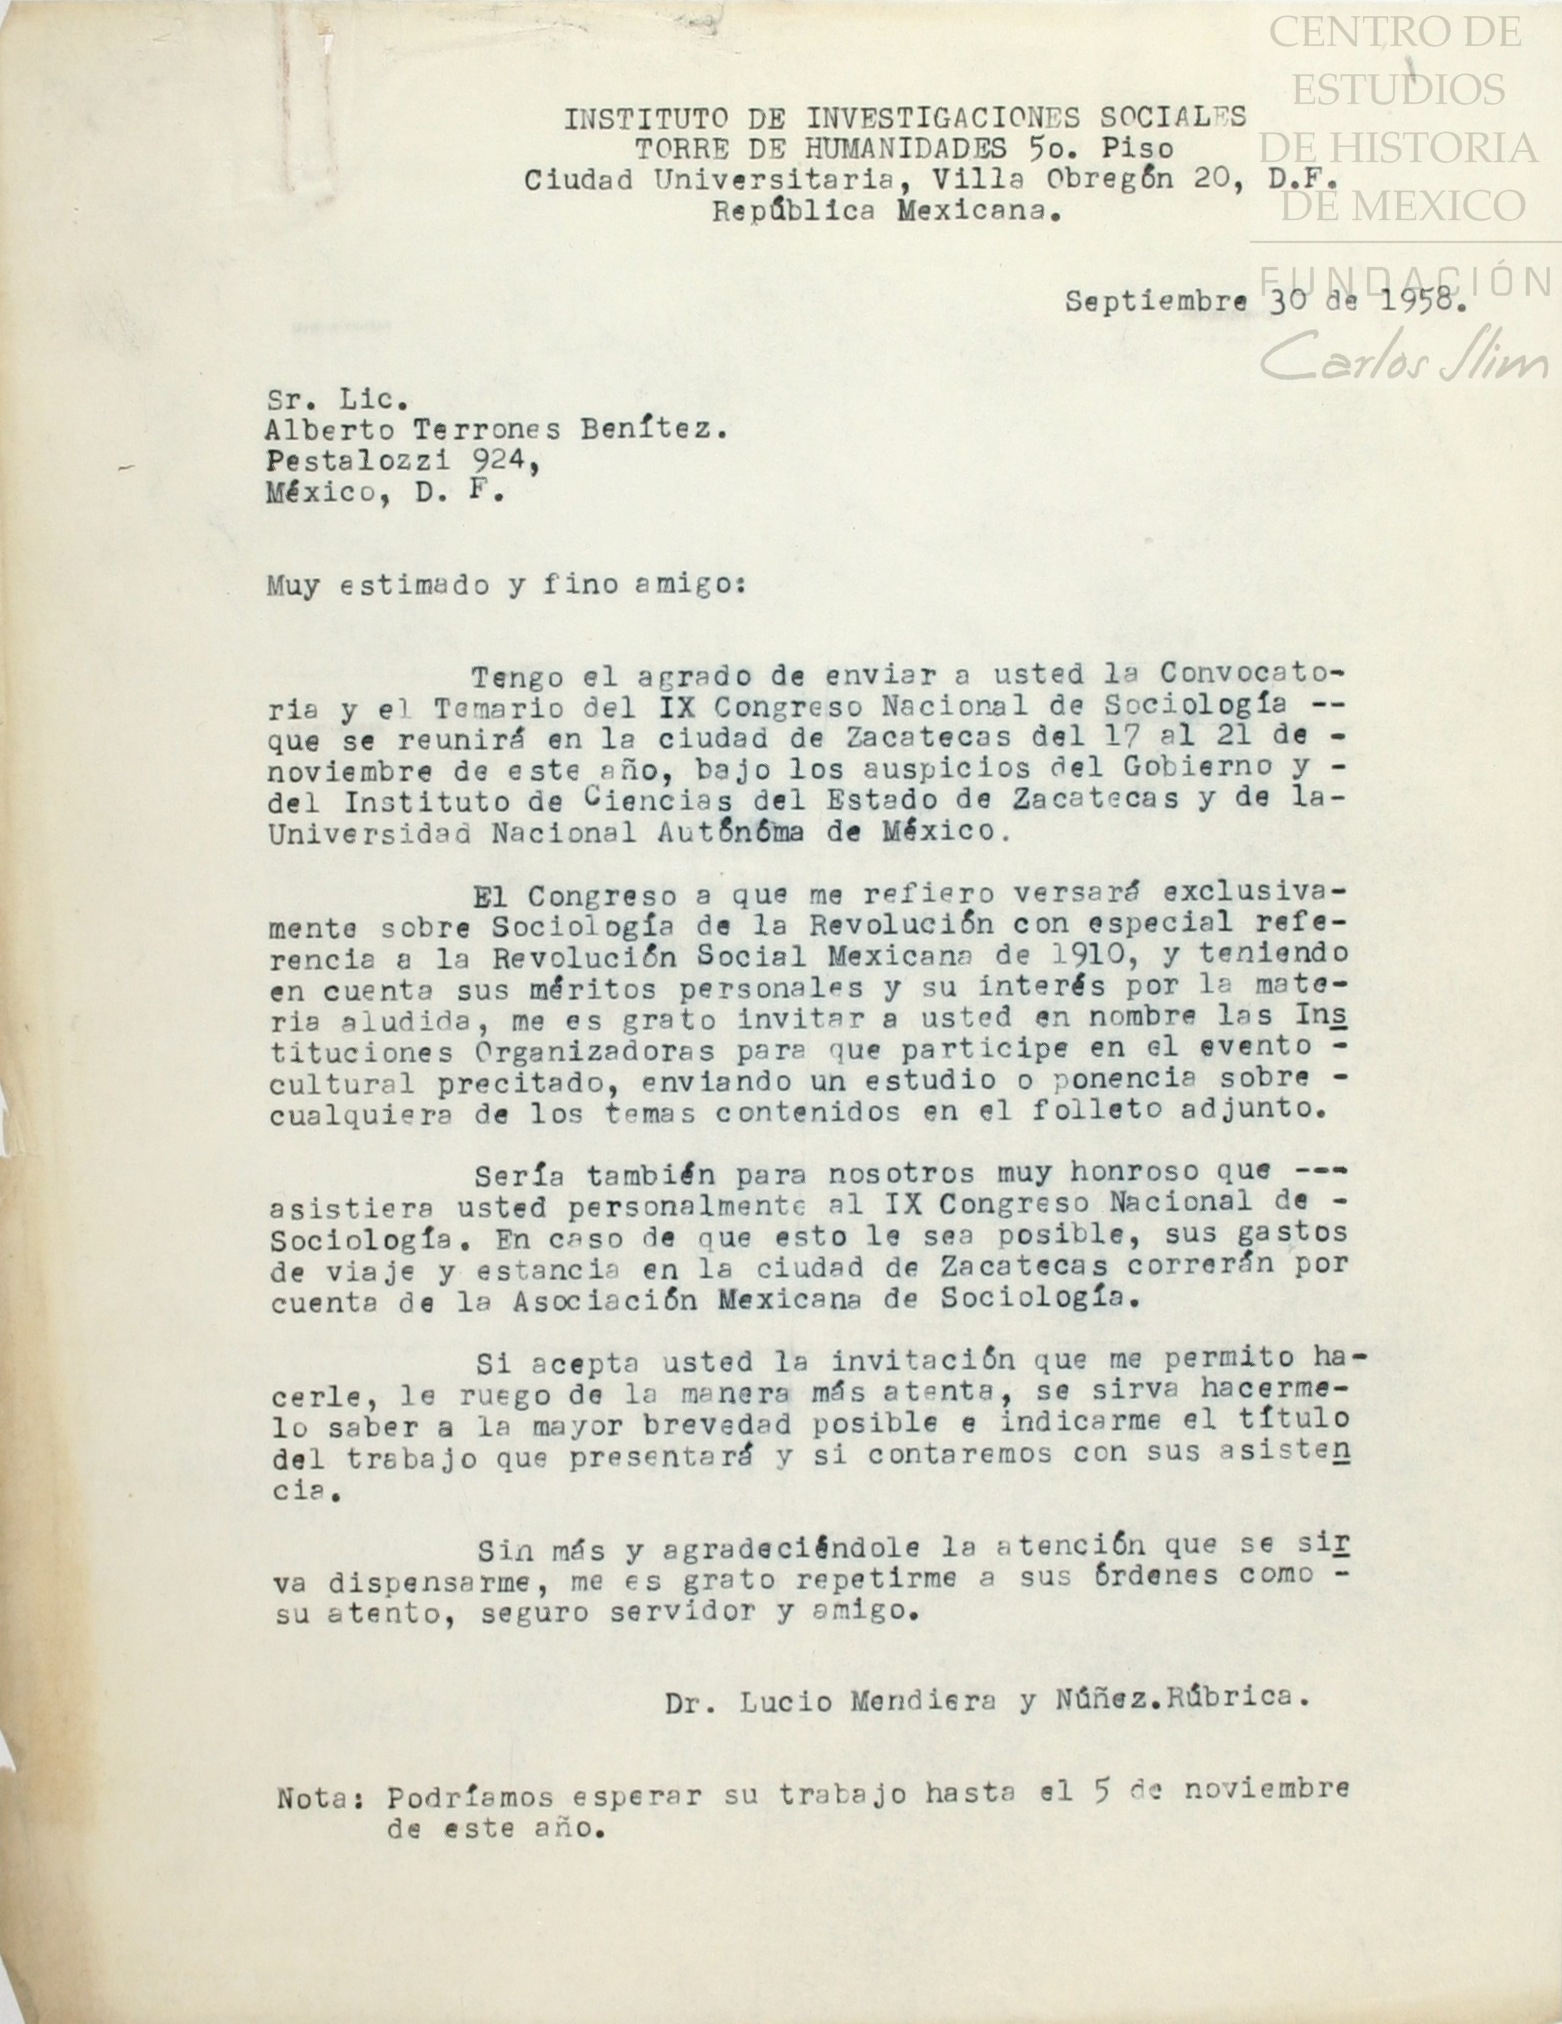 CENTRO DE
ESTUDIOS
DE HISTORIA
DE MEXICO
FUNDACIÓN
Carlos Slim
INSTITUTO DE INVESTIGACIONES SOCIALES
TORRE DE HUMANIDADES 5o. Piso
Ciudad Universitaria, Villa Obregón 20, D.F.
República Mexicana.
Septiembre 30 de 1958.
Sr. Lic.
Alberto Terrones Benítez.
Pestalozzi 924,
México, D. F.
Muy estimado y fino amigo:
Tengo el agrado de enviar a usted la Convocato-
ria y el Temario del IX Congreso Nacional de Sociología --
que se reunirá en la ciudad de Zacatecas del 17 al 21 de -
noviembre de este año, bajo los auspicios del Gobierno y -
del Instituto de Ciencias del Estado de Zacatecas y de la-
Universidad Nacional Autónóma de México.
El Congreso a que me refiero versará exclusiva-
mente sobre Sociología de la Revolución con especial refe-
rencia a la Revolución Social Mexicana de 1910, y teniendo
en cuenta sus méritos personales y su interés por la mate-
ria aludida, me es grato invitar a usted en nombre las Ins
tituciones Organizadoras para que participe en el evento -
cultural precitado, enviando un estudio o ponencia sobre -
cualquiera de los temas contenidos en el folleto adjunto.
Sería también para nosotros muy honroso que ---
asistiera usted personalmente al IX Congreso Nacional de -
Sociología. En caso de que esto le sea posible, sus gastos
de viaje y estancia en la ciudad de Zacatecas correrán por
cuenta de la Asociación Mexicana de Sociología.
Si acepta usted la invitación que me permito ha-
cerle, le ruego de la manera más atenta, se sirva hacerme-
lo saber a la mayor brevedad posible e indicarme el título
del trabajo que presentará y si contaremos con sus asisten
cia.
Sin más y agradeciéndole la atención que se sir
va dispensarme, me es grato repetirme a sus órdenes como -
su atento, seguro servidor y amigo.
Dr. Lucio Mendiera y Núñez.Rúbrica.
Nota: Podríamos esperar su trabajo hasta el 5 de noviembre
de este año.